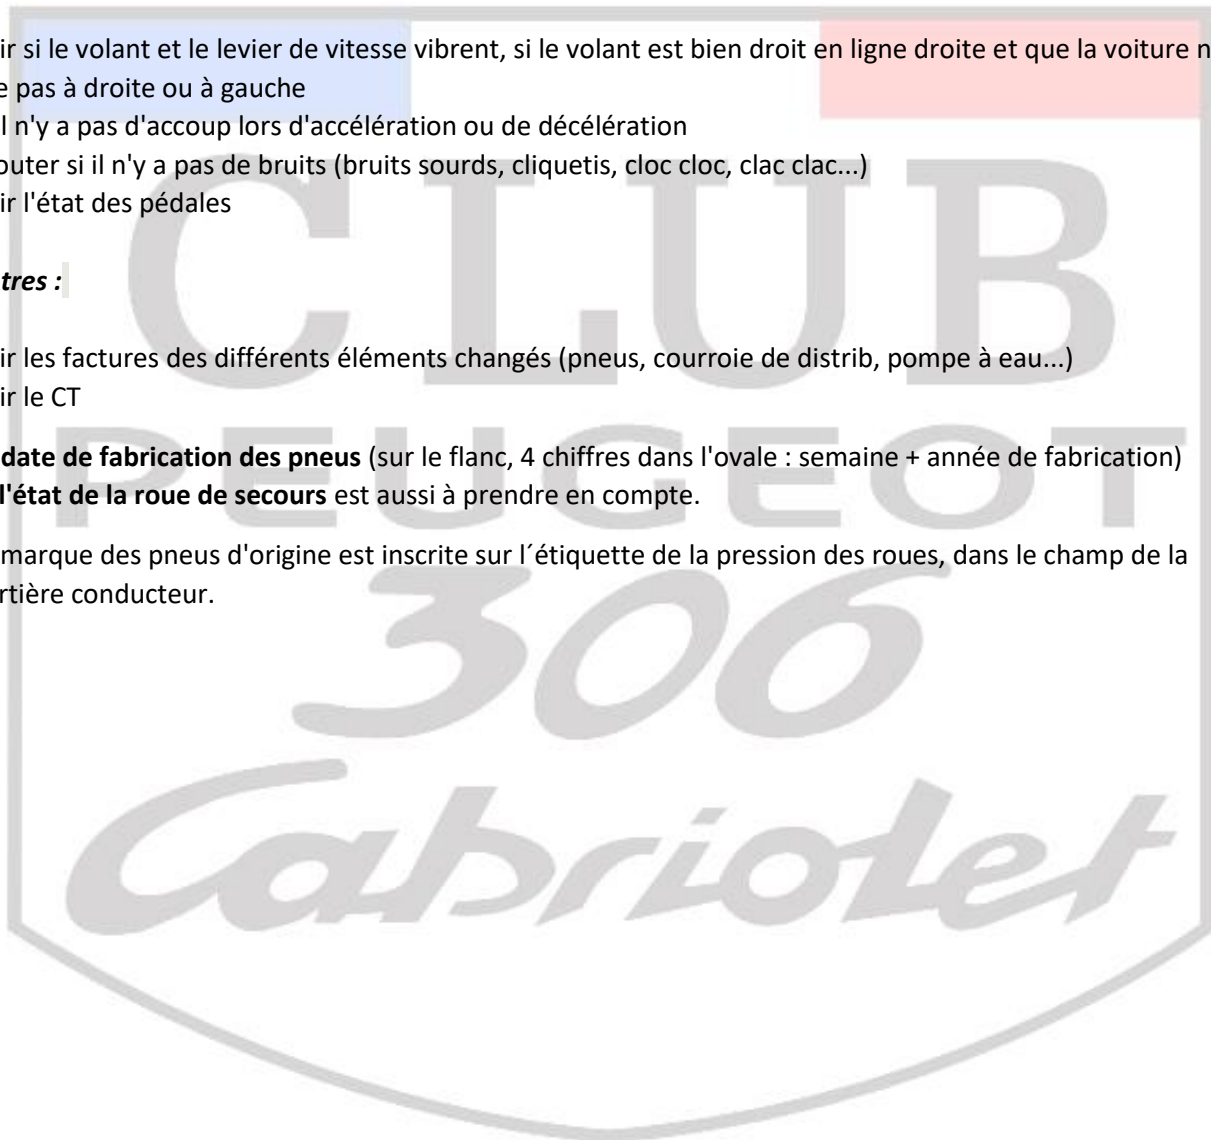 ir si le volant et le levier de vitesse vibrent, si le volant est bien droit en ligne droite et que la voiture n
e pas à droite ou à gauche
l n'y a pas d'accoup lors d'accélération ou de décélération
outer si il n'y a pas de bruits (bruits sourds, cliquetis, cloc cloc, clac clac...)
ir l'état des pédales
tres :
ir les factures des différents éléments changés (pneus, courroie de distrib, pompe à eau...)
ir le CT
date de fabrication des pneus (sur le flanc, 4 chiffres dans l'ovale : semaine + année de fabrication)
l'état de la roue de secours est aussi à prendre en compte.
marque des pneus d'origine est inscrite sur l´étiquette de la pression des roues, dans le champ de la
rtière conducteur.
CLUB
PEUGEOT
306
Cabriolet